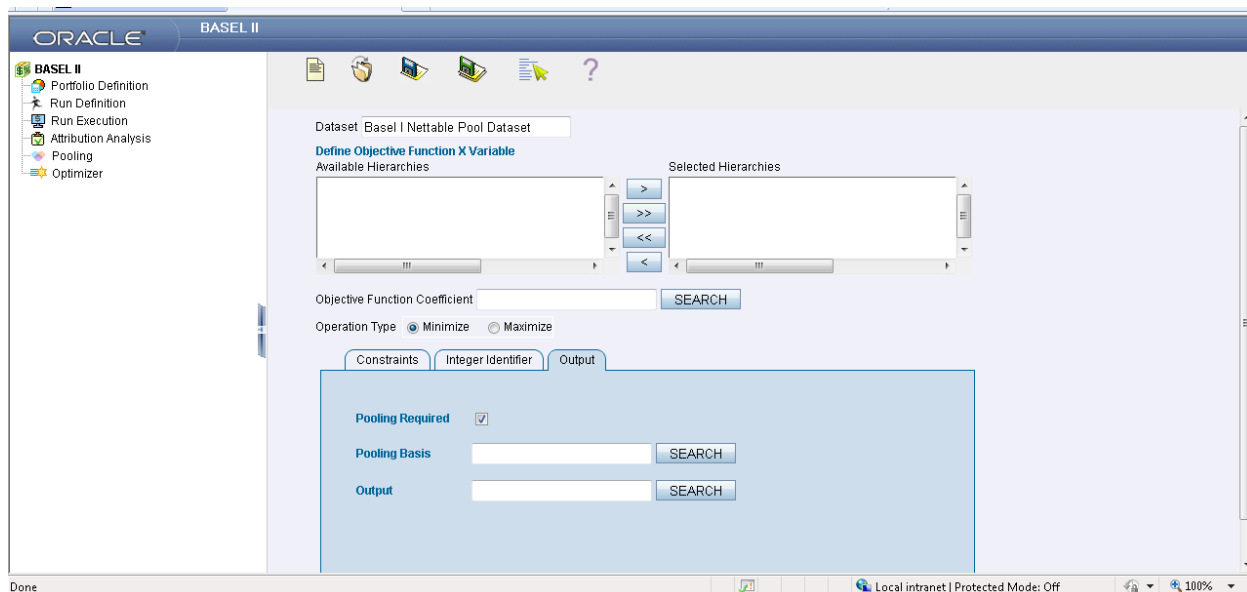 ORACLE®
BASEL II
BASEL II
Portfolio Definition
Run Definition
Run Execution
Attribution Analysis
Pooling
Optimizer
?
Dataset Basel I Nettable Pool Dataset
Define Objective Function X Variable
Available Hierarchies
Selected Hierarchies
>
>>
<<
<
Objective Function Coefficient SEARCH
Operation Type Minimize Maximize
Constraints Integer Identifier Output
Pooling Required
Pooling Basis SEARCH
Output SEARCH
Done Local intranet | Protected Mode: Off 100%